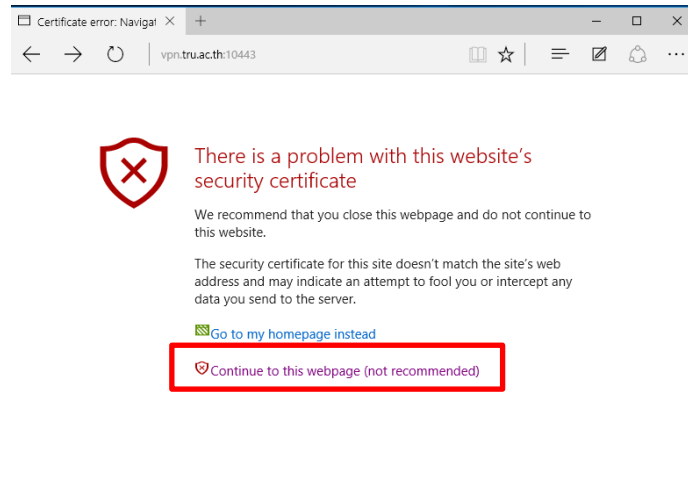 Certificate error: Navigat
vpn.tru.ac.th:10443
There is a problem with this website's
security certificate
We recommend that you close this webpage and do not continue to
this website.
The security certificate for this site doesn't match the site's web
address and may indicate an attempt to fool you or intercept any
data you send to the server.
Go to my homepage instead
Continue to this webpage (not recommended)